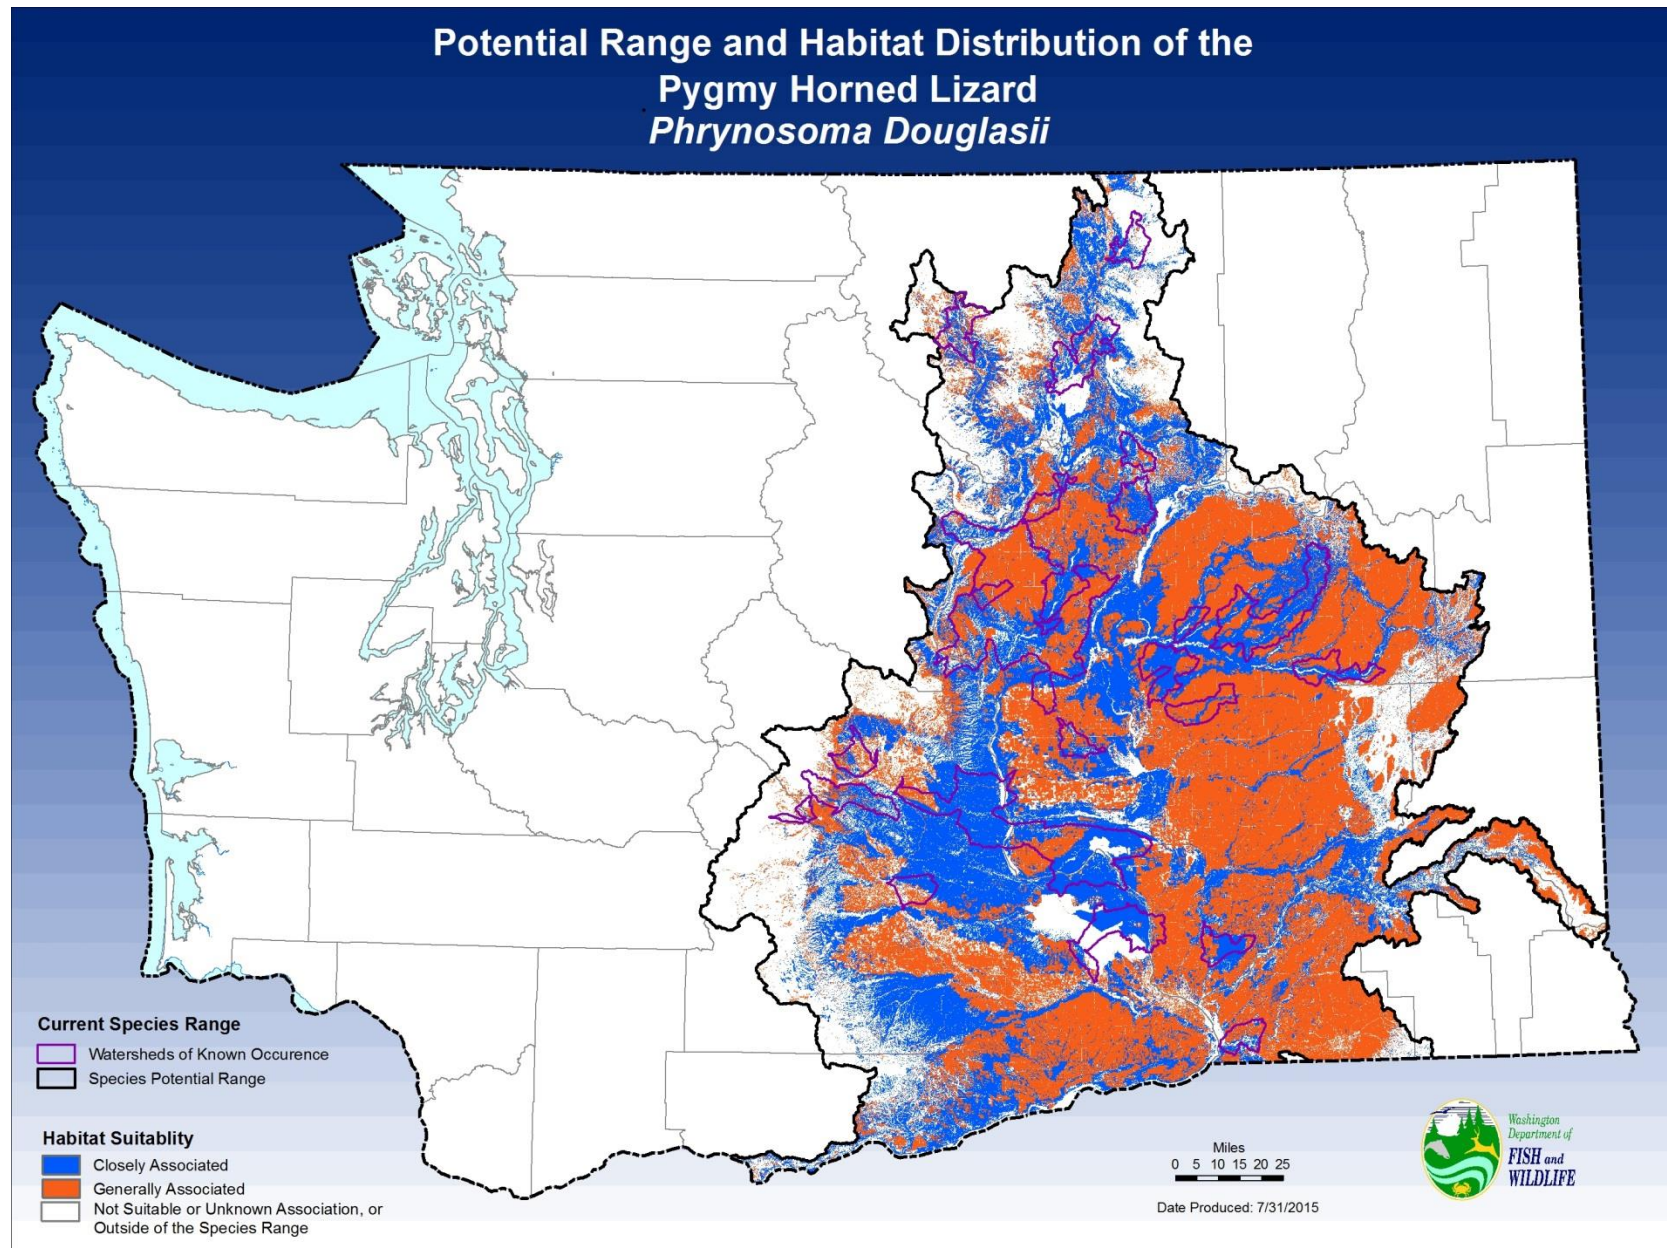 Potential Range and Habitat Distribution of the
Pygmy Horned Lizard
Phrynosoma Douglasii
Current Species Range
Watersheds of Known Occurence
Species Potential Range
Habitat Suitablity
Closely Associated
Generally Associated
Not Suitable or Unknown Association, or
Outside of the Species Range
Miles
0 5 10 15 20 25
Date Produced: 7/31/2015
Washington
Department of
FISH and
WILDLIFE